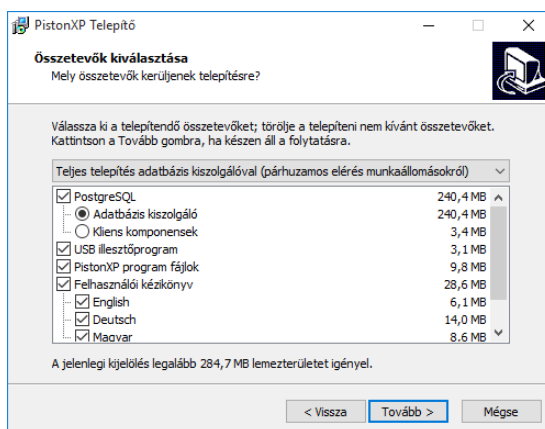 PistonXP Telepítő
Összetevők kiválasztása
Mely összetevők kerüljenek telepítésre?
Válassza ki a telepítendő összetevőket; törölje a telepíteni nem kívánt összetevőket.
Kattintson a Tovább gombra, ha készen áll a folytatásra.
Teljes telepítés adatbázis kiszolgálóval (párhuzamos elérés munkaállomásokról)
PostgreSQL 240,4 MB
Adatbázis kiszolgáló 240,4 MB
Kliens komponensek 3,4 MB
USB illesztőprogram 3,1 MB
PistonXP program fájlok 9,8 MB
Felhasználói kézikönyv 28,6 MB
English 6,1 MB
Deutsch 14,0 MB
Magyar 8,6 MB
A jelenlegi kijelölés legalább 284,7 MB lemezterületet igényel.
< Vissza Tovább > Mégse